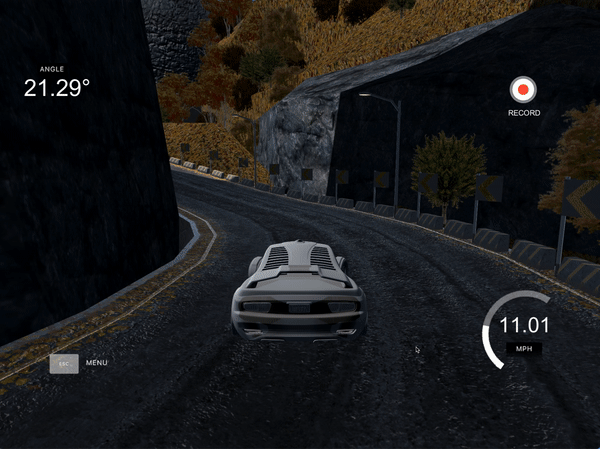 ANGLE
21.29°
RECORD
11.01
MPH
ESC
MENU